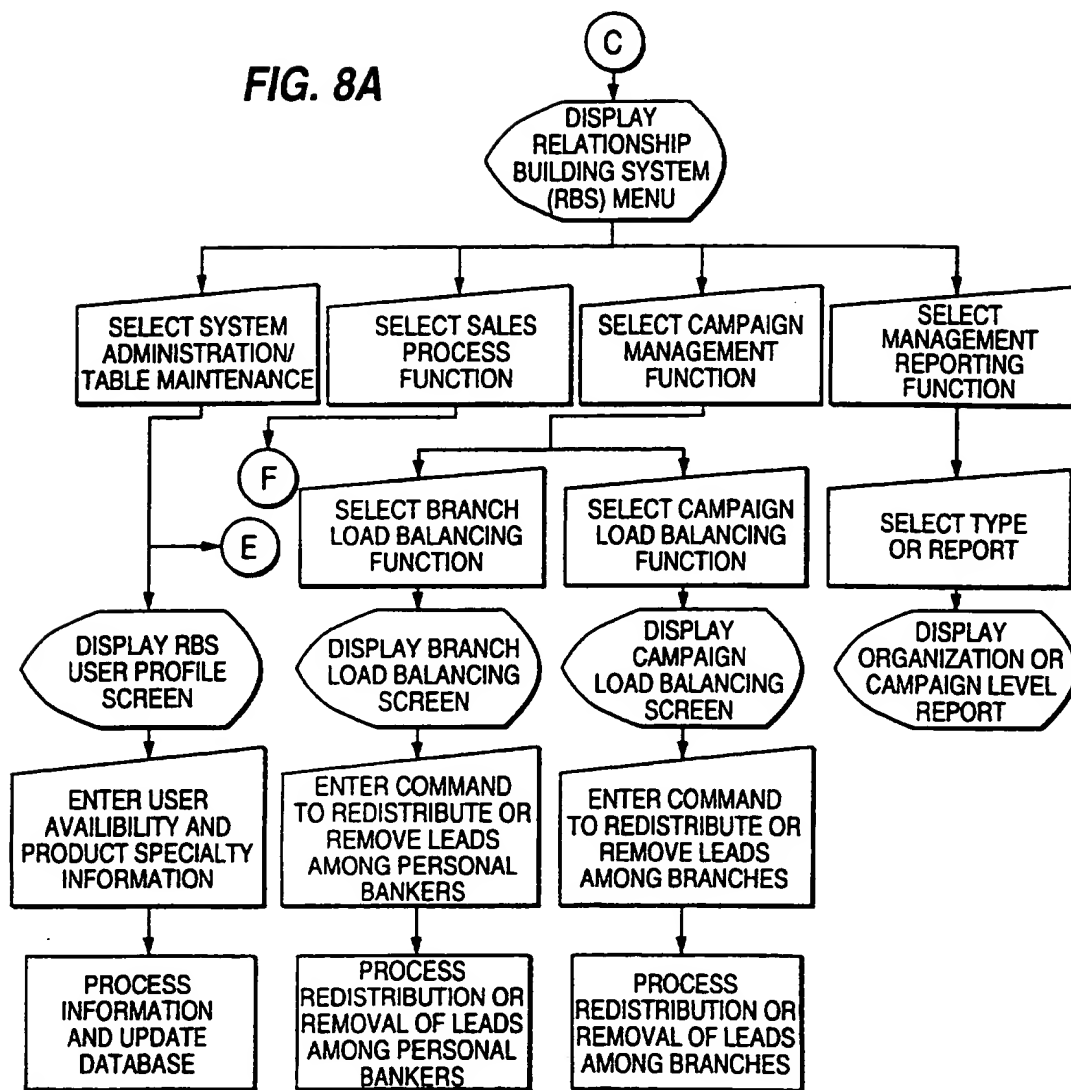 C
FIG. 8A
DISPLAY
RELATIONSHIP
BUILDING SYSTEM
(RBS) MENU
SELECT SYSTEM
ADMINISTRATION/
TABLE MAINTENANCE
SELECT SALES
PROCESS
FUNCTION
SELECT CAMPAIGN
MANAGEMENT
FUNCTION
SELECT
MANAGEMENT
REPORTING
FUNCTION
F
E
SELECT BRANCH
LOAD BALANCING
FUNCTION
SELECT CAMPAIGN
LOAD BALANCING
FUNCTION
SELECT TYPE
OR REPORT
DISPLAY RBS
USER PROFILE
SCREEN
DISPLAY BRANCH
LOAD BALANCING
SCREEN
DISPLAY
CAMPAIGN
LOAD BALANCING
SCREEN
DISPLAY
ORGANIZATION OR
CAMPAIGN LEVEL
REPORT
ENTER USER
AVAILIBILITY AND
PRODUCT SPECIALTY
INFORMATION
ENTER COMMAND
TO REDISTRIBUTE OR
REMOVE LEADS
AMONG PERSONAL
BANKERS
ENTER COMMAND
TO REDISTRIBUTE OR
REMOVE LEADS
AMONG BRANCHES
PROCESS
INFORMATION
AND UPDATE
DATABASE
PROCESS
REDISTRIBUTION OR
REMOVAL OF LEADS
AMONG PERSONAL
BANKERS
PROCESS
REDISTRIBUTION OR
REMOVAL OF LEADS
AMONG BRANCHES